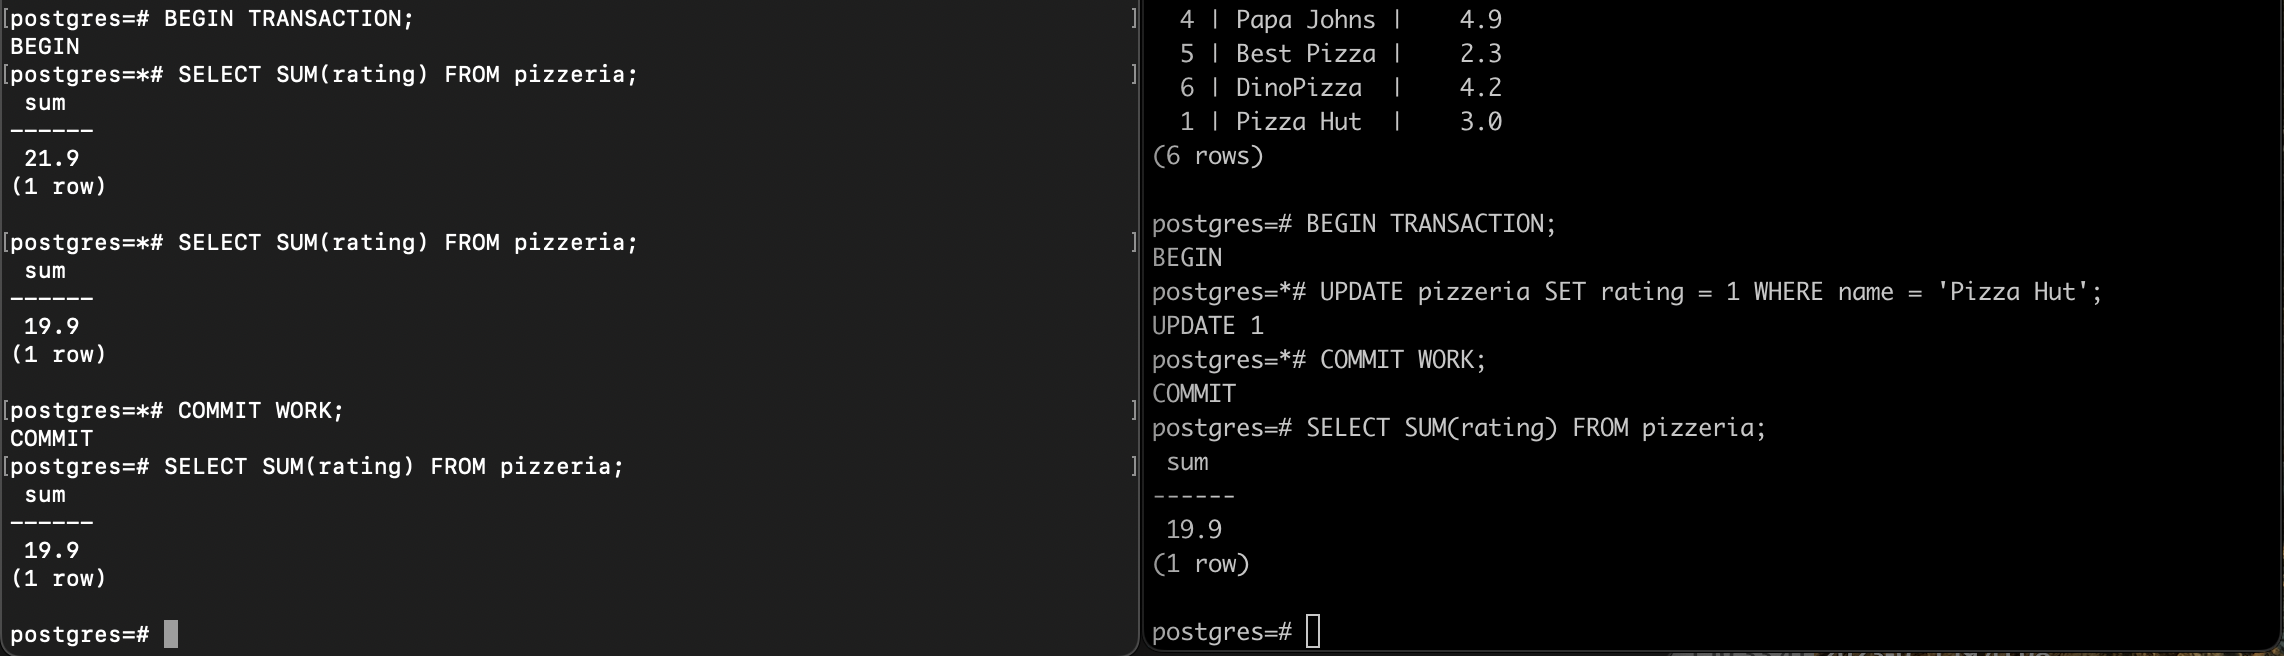 [postgres=# BEGIN TRANSACTION; ]
BEGIN
[postgres=*# SELECT SUM(rating) FROM pizzeria; ]
 sum
------
 21.9
(1 row)
[postgres=*# SELECT SUM(rating) FROM pizzeria; ]
 sum
------
 19.9
(1 row)
[postgres=*# COMMIT WORK; ]
COMMIT
[postgres=# SELECT SUM(rating) FROM pizzeria; ]
 sum
------
 19.9
(1 row)
postgres=#
4 | Papa Johns | 4.9
5 | Best Pizza | 2.3
6 | DinoPizza | 4.2
1 | Pizza Hut | 3.0
(6 rows)
postgres=# BEGIN TRANSACTION;
BEGIN
postgres=*# UPDATE pizzeria SET rating = 1 WHERE name = 'Pizza Hut';
UPDATE 1
postgres=*# COMMIT WORK;
COMMIT
postgres=# SELECT SUM(rating) FROM pizzeria;
 sum
------
 19.9
(1 row)
postgres=#